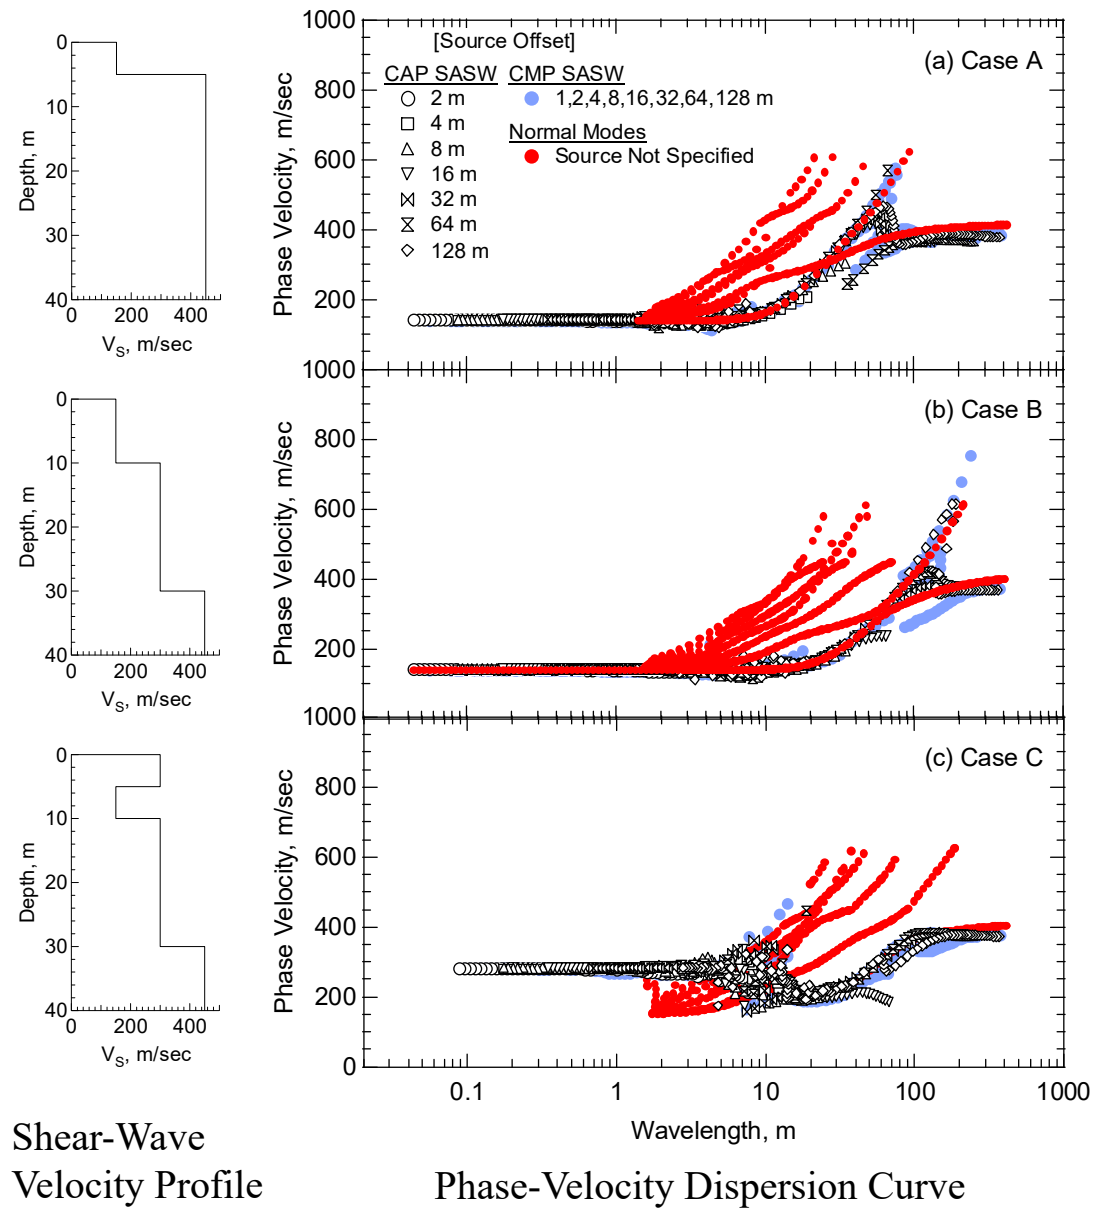 0
10
20
30
40
Depth, m
0
200
400
V_S, m/sec
1000
800
600
400
200
1000
Phase Velocity, m/sec
[Source Offset]
CAP SASW
2 m
4 m
8 m
16 m
32 m
64 m
128 m
CMP SASW
1,2,4,8,16,32,64,128 m
Normal Modes
Source Not Specified
(a) Case A
0
10
20
30
40
Depth, m
0
200
400
V_S, m/sec
800
600
400
200
1000
Phase Velocity, m/sec
(b) Case B
0
10
20
30
40
Depth, m
0
200
400
V_S, m/sec
800
600
400
200
0
Phase Velocity, m/sec
(c) Case C
0.1
1
10
100
1000
Wavelength, m
Shear-Wave
Velocity Profile
Phase-Velocity Dispersion Curve